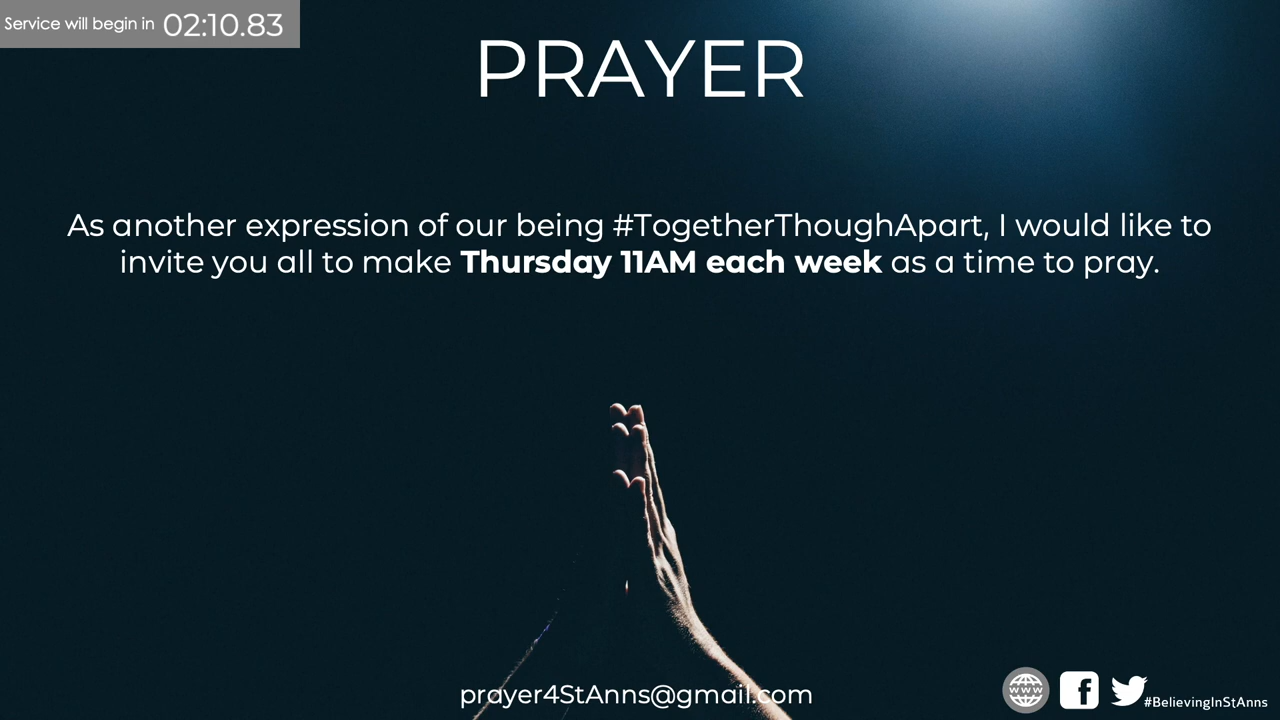 Service will begin in 02:10.83
PRAYER
As another expression of our being #TogetherThoughApart, I would like to
invite you all to make Thursday 11AM each week as a time to pray.
prayer4StAnns@gmail.com
www
#BelievingInStAnns